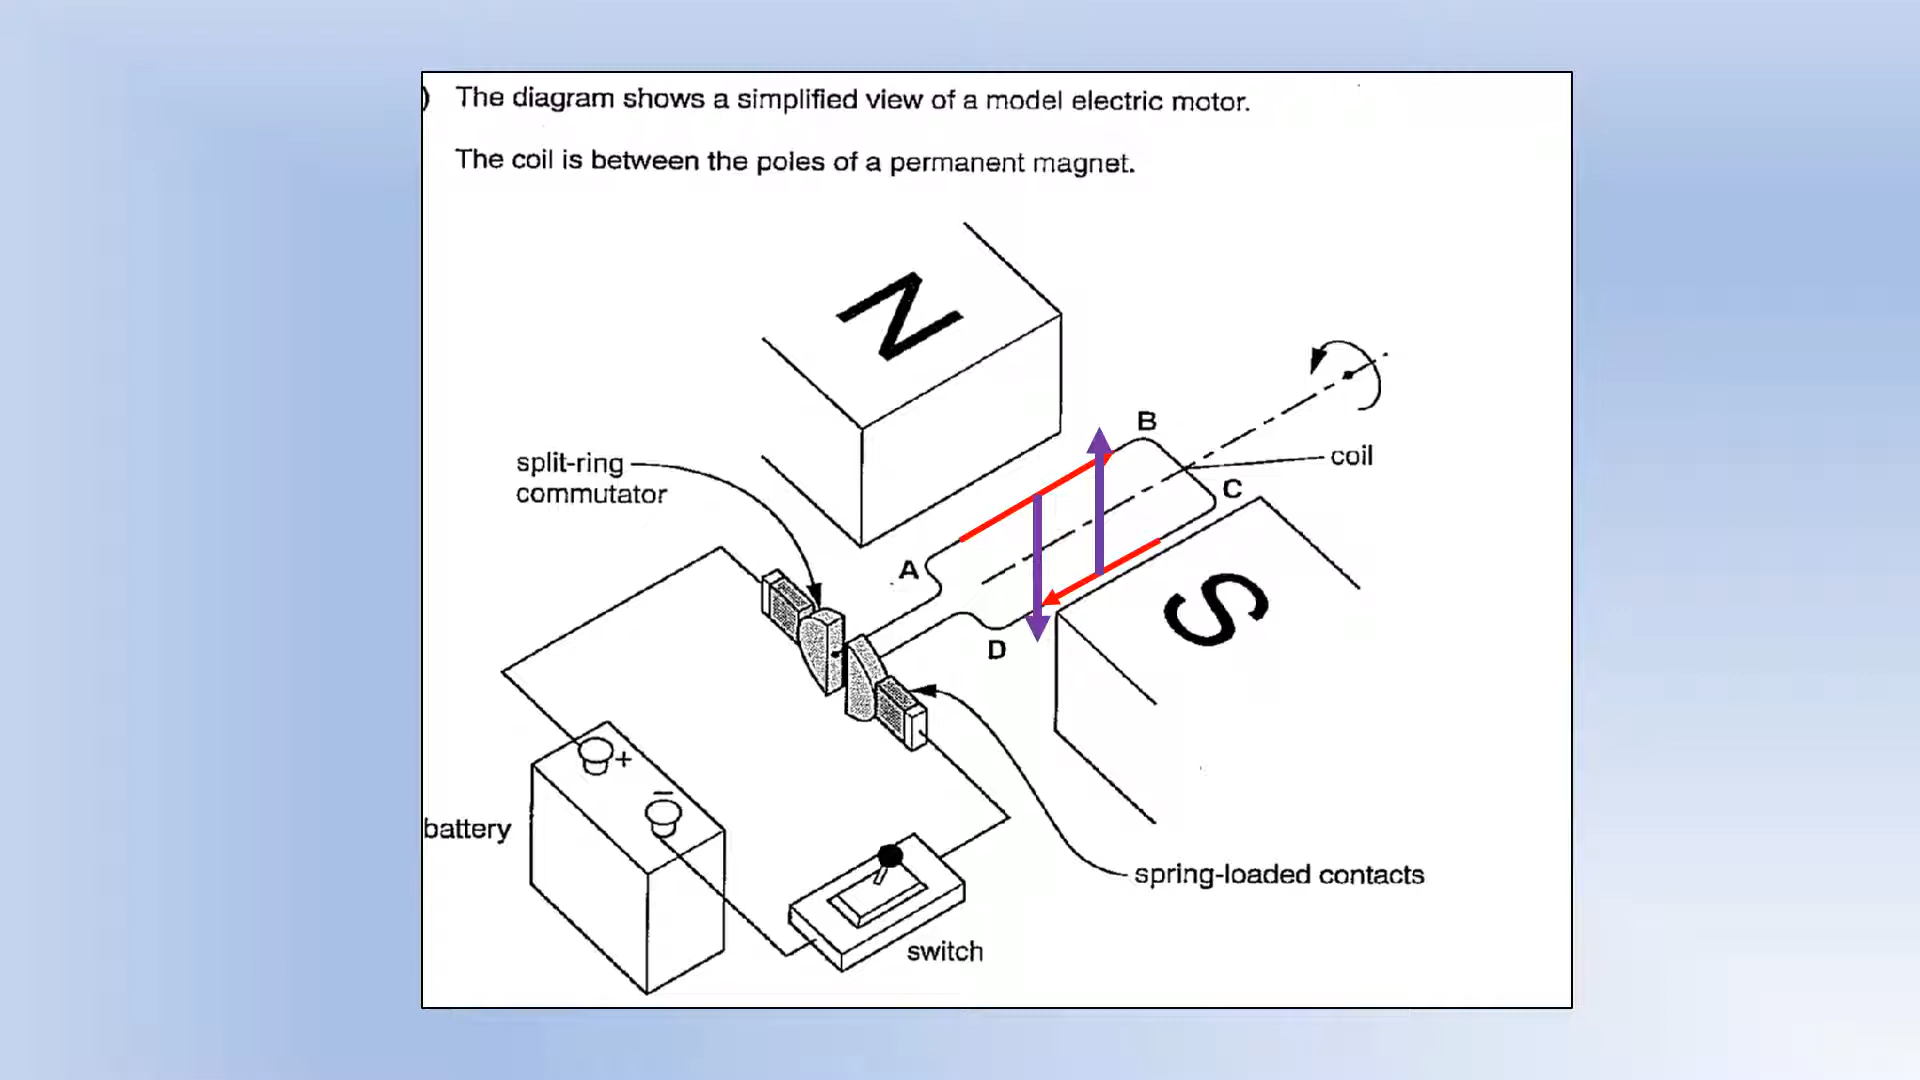 ) The diagram shows a simplified view of a model electric motor.
The coil is between the poles of a permanent magnet.
N
B
split-ring
commutator
coil
C
A
S
D
+
−
battery
spring-loaded contacts
switch